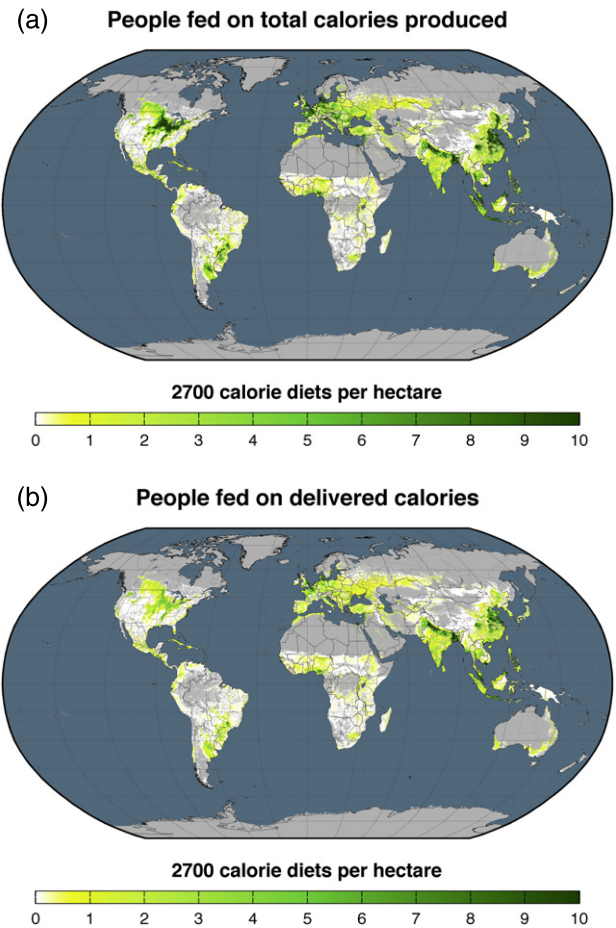 (a)
People fed on total calories produced
2700 calorie diets per hectare
0 1 2 3 4 5 6 7 8 9 10
(b)
People fed on delivered calories
2700 calorie diets per hectare
0 1 2 3 4 5 6 7 8 9 10